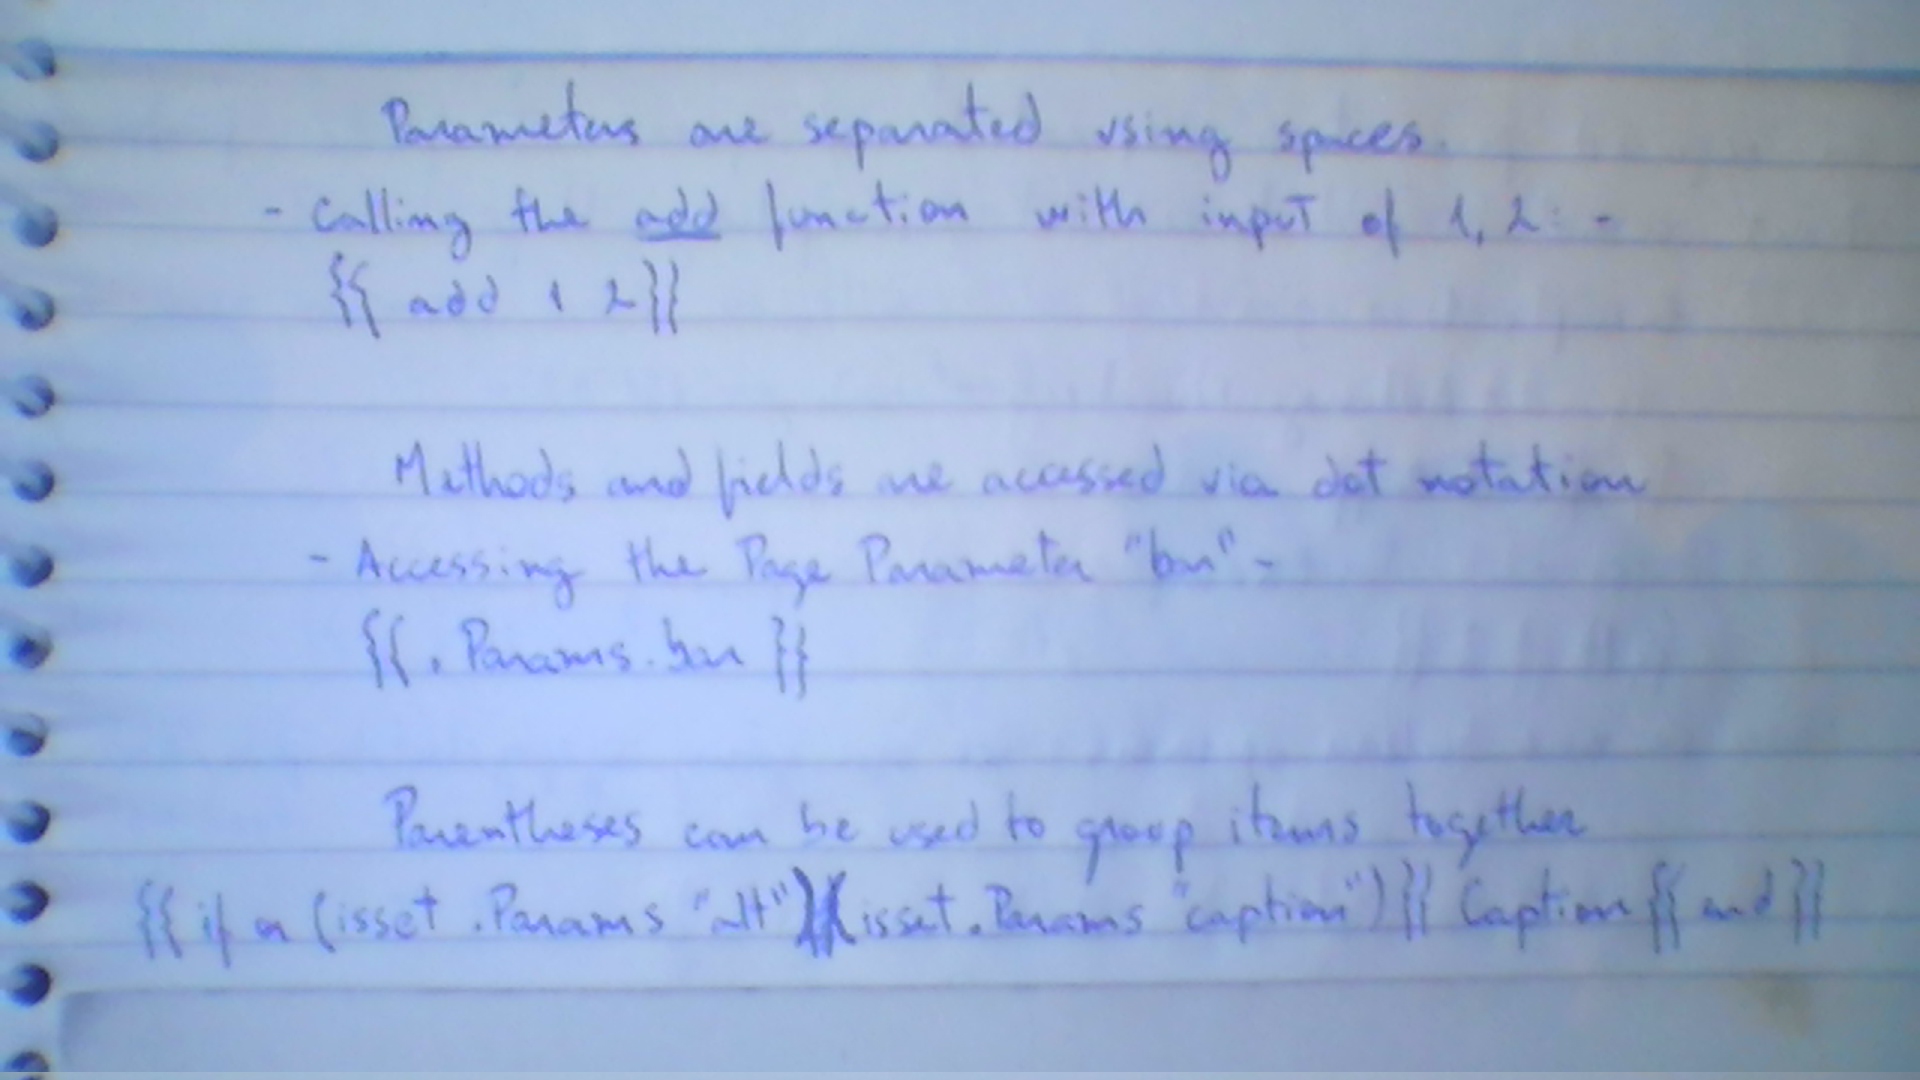 Parameters are separated using spaces.
- Calling the add function with input of 1, 2: -
{{ add 1 2}}
Methods and fields are accessed via dot notation
- Accessing the Page Parameter "bar" -
{{ .Params.bar }}
Parentheses can be used to group items together
{{ if or (isset .Params "alt")(isset .Params "caption") }} Caption {{ end }}